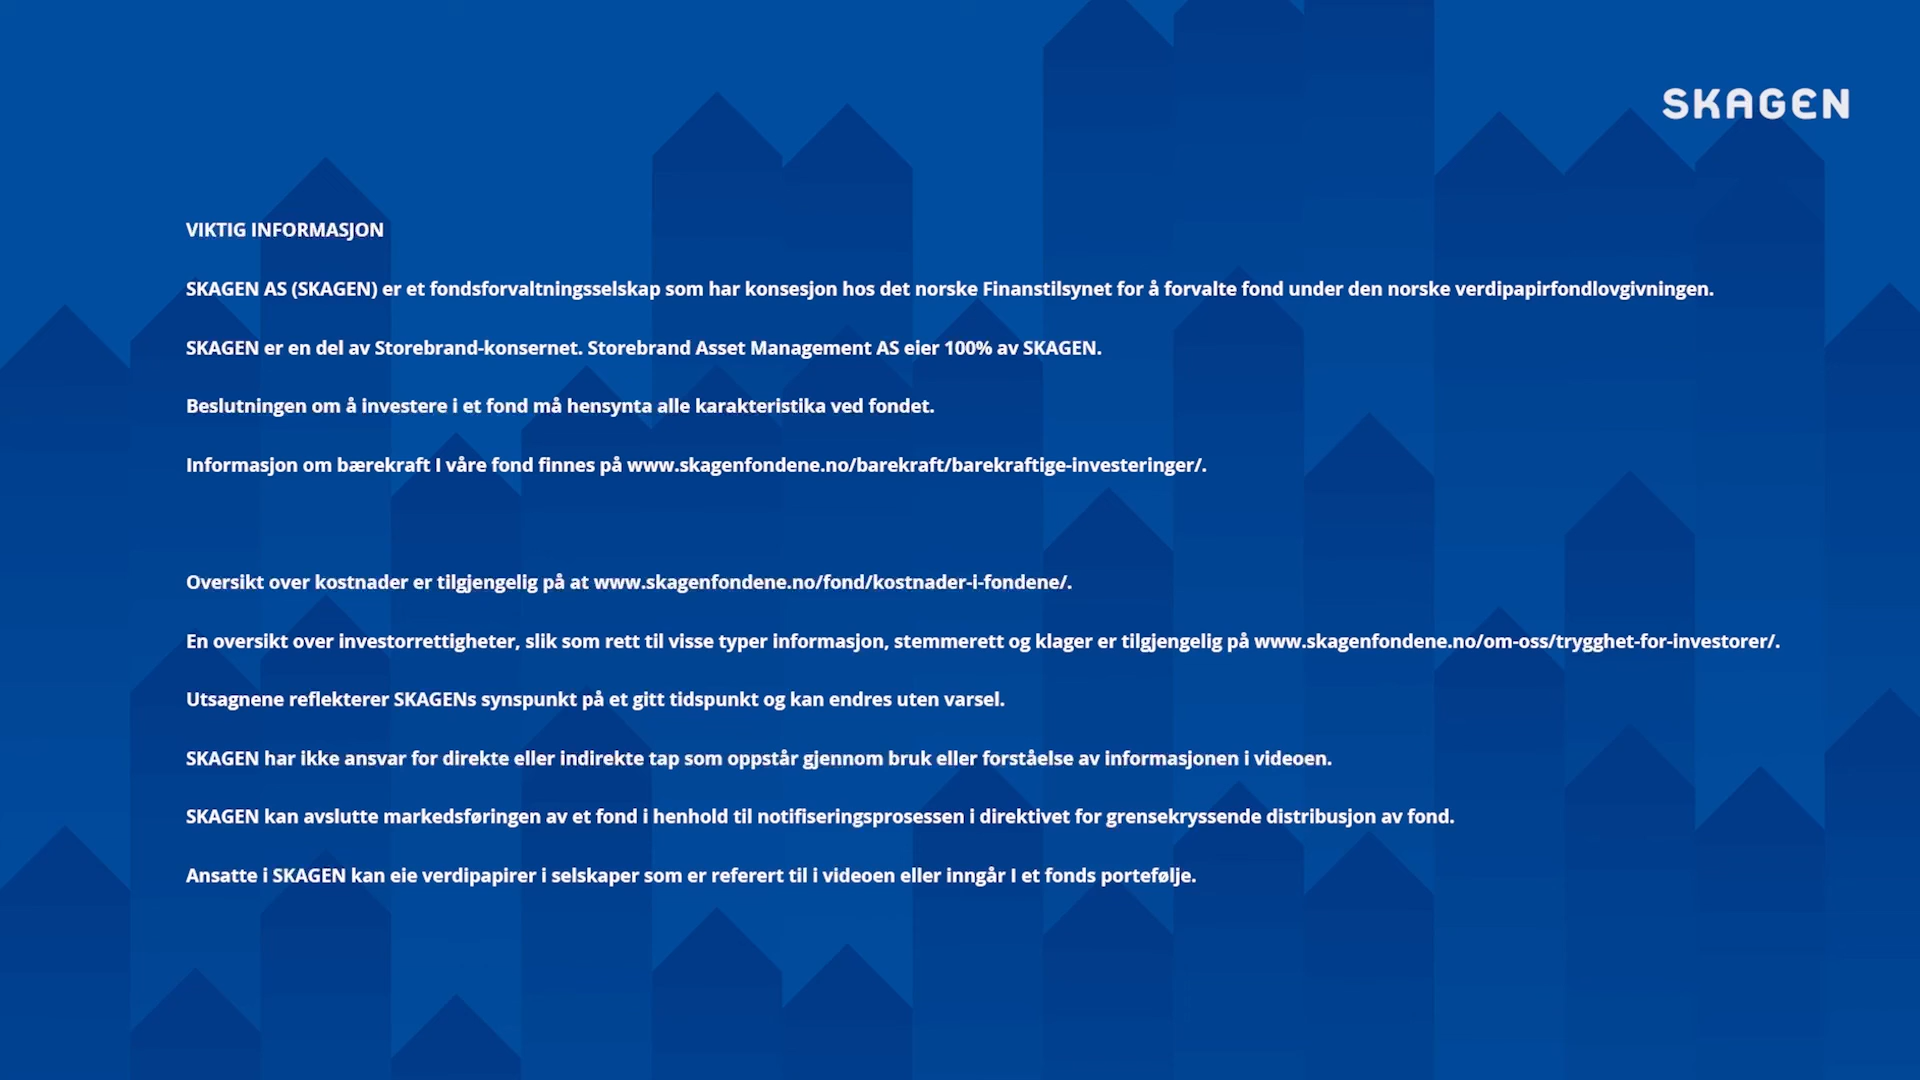 SKAGEN
VIKTIG INFORMASJON
SKAGEN AS (SKAGEN) er et fondsforvaltningsselskap som har konsesjon hos det norske Finanstilsynet for å forvalte fond under den norske verdipapirfondlovgivningen.
SKAGEN er en del av Storebrand-konsernet. Storebrand Asset Management AS eier 100% av SKAGEN.
Beslutningen om å investere i et fond må hensynta alle karakteristika ved fondet.
Informasjon om bærekraft I våre fond finnes på www.skagenfondene.no/barekraft/barekraftige-investeringer/.
Oversikt over kostnader er tilgjengelig på at www.skagenfondene.no/fond/kostnader-i-fondene/.
En oversikt over investorrettigheter, slik som rett til visse typer informasjon, stemmerett og klager er tilgjengelig på www.skagenfondene.no/om-oss/trygghet-for-investorer/.
Utsagnene reflekterer SKAGENs synspunkt på et gitt tidspunkt og kan endres uten varsel.
SKAGEN har ikke ansvar for direkte eller indirekte tap som oppstår gjennom bruk eller forståelse av informasjonen i videoen.
SKAGEN kan avslutte markedsføringen av et fond i henhold til notifiseringsprosessen i direktivet for grensekryssende distribusjon av fond.
Ansatte i SKAGEN kan eie verdipapirer i selskaper som er referert til i videoen eller inngår I et fonds portefølje.